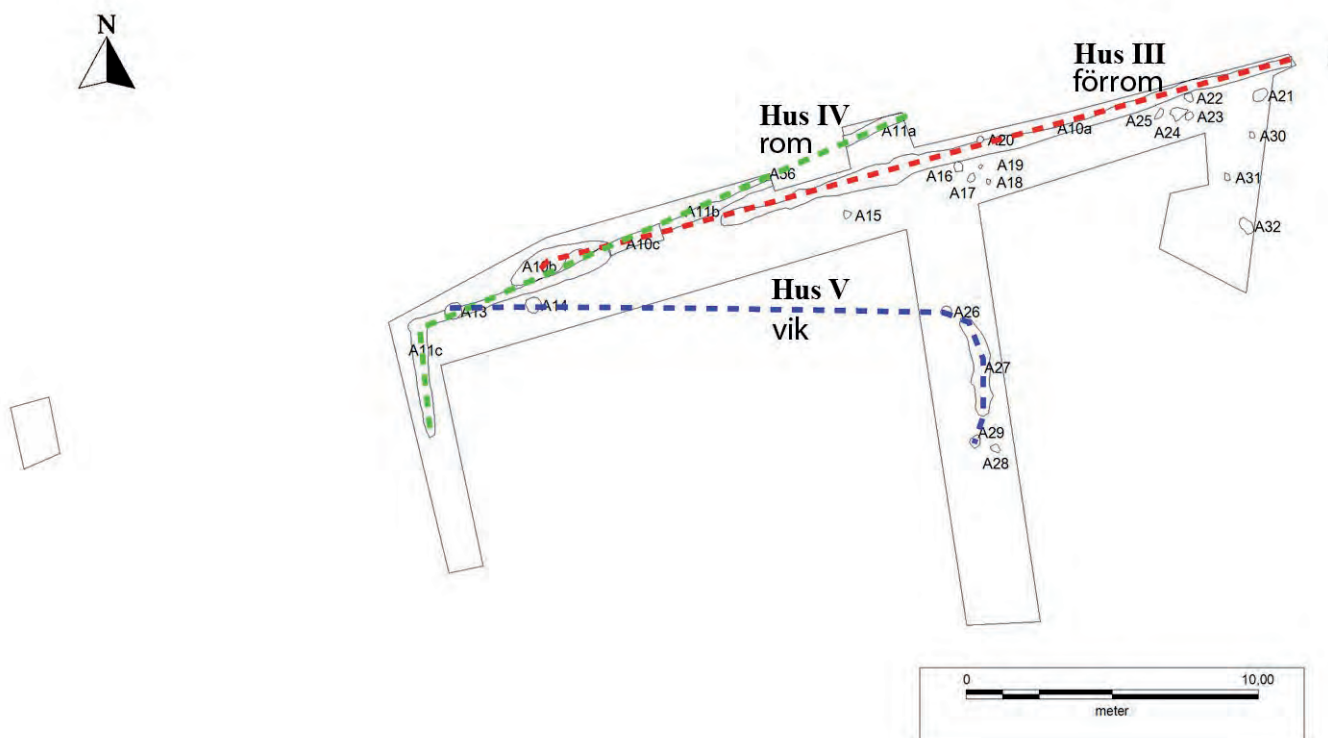 N
Hus III
förrom
Hus IV
rom
A11a
A22
A21
A25
A24
A23
A10a
A20
A30
A16
A19
A17
A18
A31
A36
A11b
A15
A32
A10c
A10b
A13
A14
Hus V
vik
A26
A11c
A27
A29
A28
0
10,00
meter